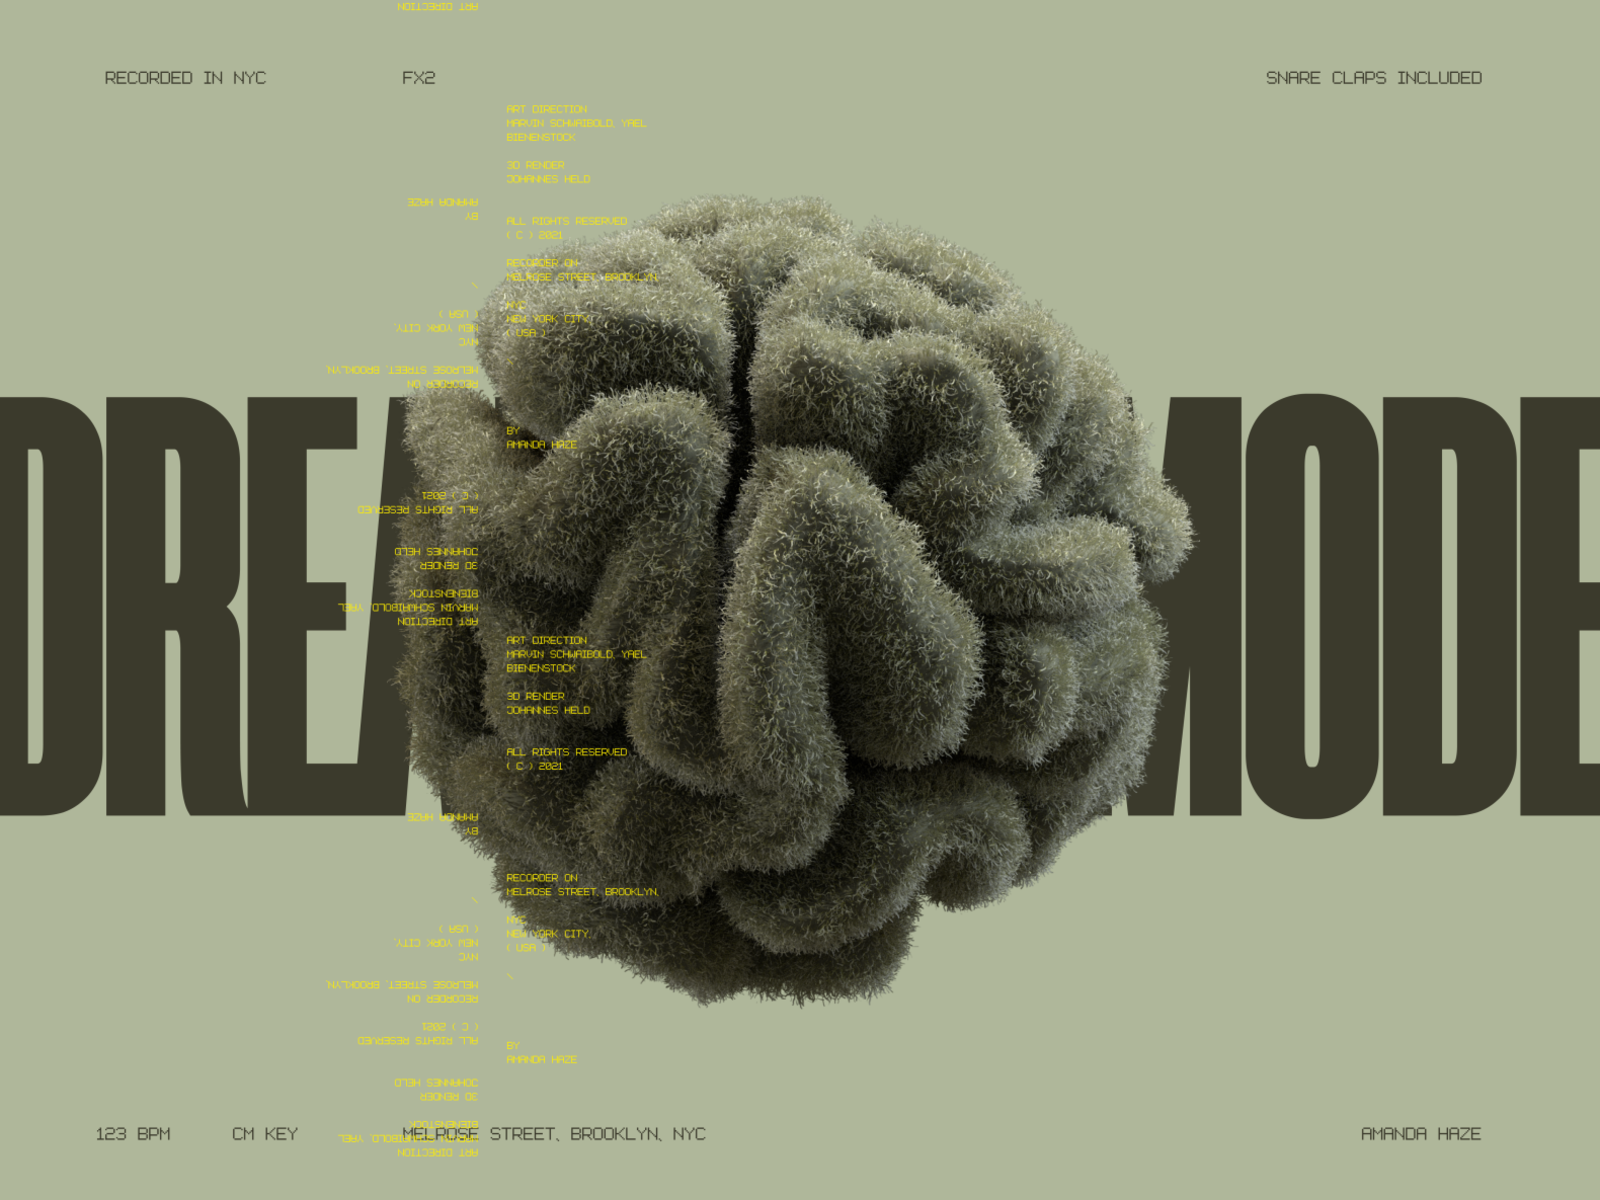 ART DIRECTION
RECORDED IN NYC
FX2
SNARE CLAPS INCLUDED
ART DIRECTION
MARVIN SCHWAIBOLD, YAEL
BIENENSTOCK
3D RENDER
JOHANNES HELD
ALL RIGHTS RESERVED
( C ) 2021
RECORDER ON
MELROSE STREET, BROOKLYN,
NYC
NEW YORK CITY,
( USA )
\
BY
AMANDA HAZE
ART DIRECTION
MARVIN SCHWAIBOLD, YAEL
BIENENSTOCK
3D RENDER
JOHANNES HELD
ALL RIGHTS RESERVED
( C ) 2021
RECORDER ON
MELROSE STREET, BROOKLYN,
NYC
NEW YORK CITY,
( USA )
\
BY
AMANDA HAZE
ART DIRECTION
MARVIN SCHWAIBOLD, YAEL
BIENENSTOCK
3D RENDER
JOHANNES HELD
ALL RIGHTS RESERVED
( C ) 2021
RECORDER ON
MELROSE STREET, BROOKLYN,
NYC
NEW YORK CITY,
( USA )
\
BY
AMANDA HAZE
ART DIRECTION
MARVIN SCHWAIBOLD, YAEL
BIENENSTOCK
3D RENDER
JOHANNES HELD
ALL RIGHTS RESERVED
( C ) 2021
RECORDER ON
MELROSE STREET, BROOKLYN,
NYC
NEW YORK CITY,
( USA )
\
BY
AMANDA HAZE
DREA MODE
123 BPM
CM KEY
MELROSE STREET, BROOKLYN, NYC
AMANDA HAZE